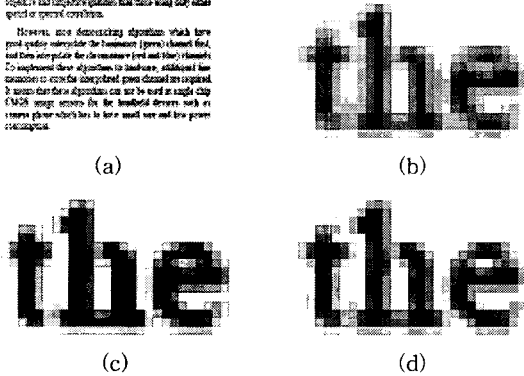 However, most demosaicking algorithms which have
good quality interpolate the luminance (green) channel first,
and then interpolate the chrominance (red and blue) channels.
To implement these algorithms in hardware, additional line
memories to store the interpolated green channel are required.
It means that these algorithms can not be used in single chip
CMOS image sensors for the handheld devices such as
camera phone which has to have small size and low power
consumption.
(a)
the
(b)
the
(c)
the
(d)